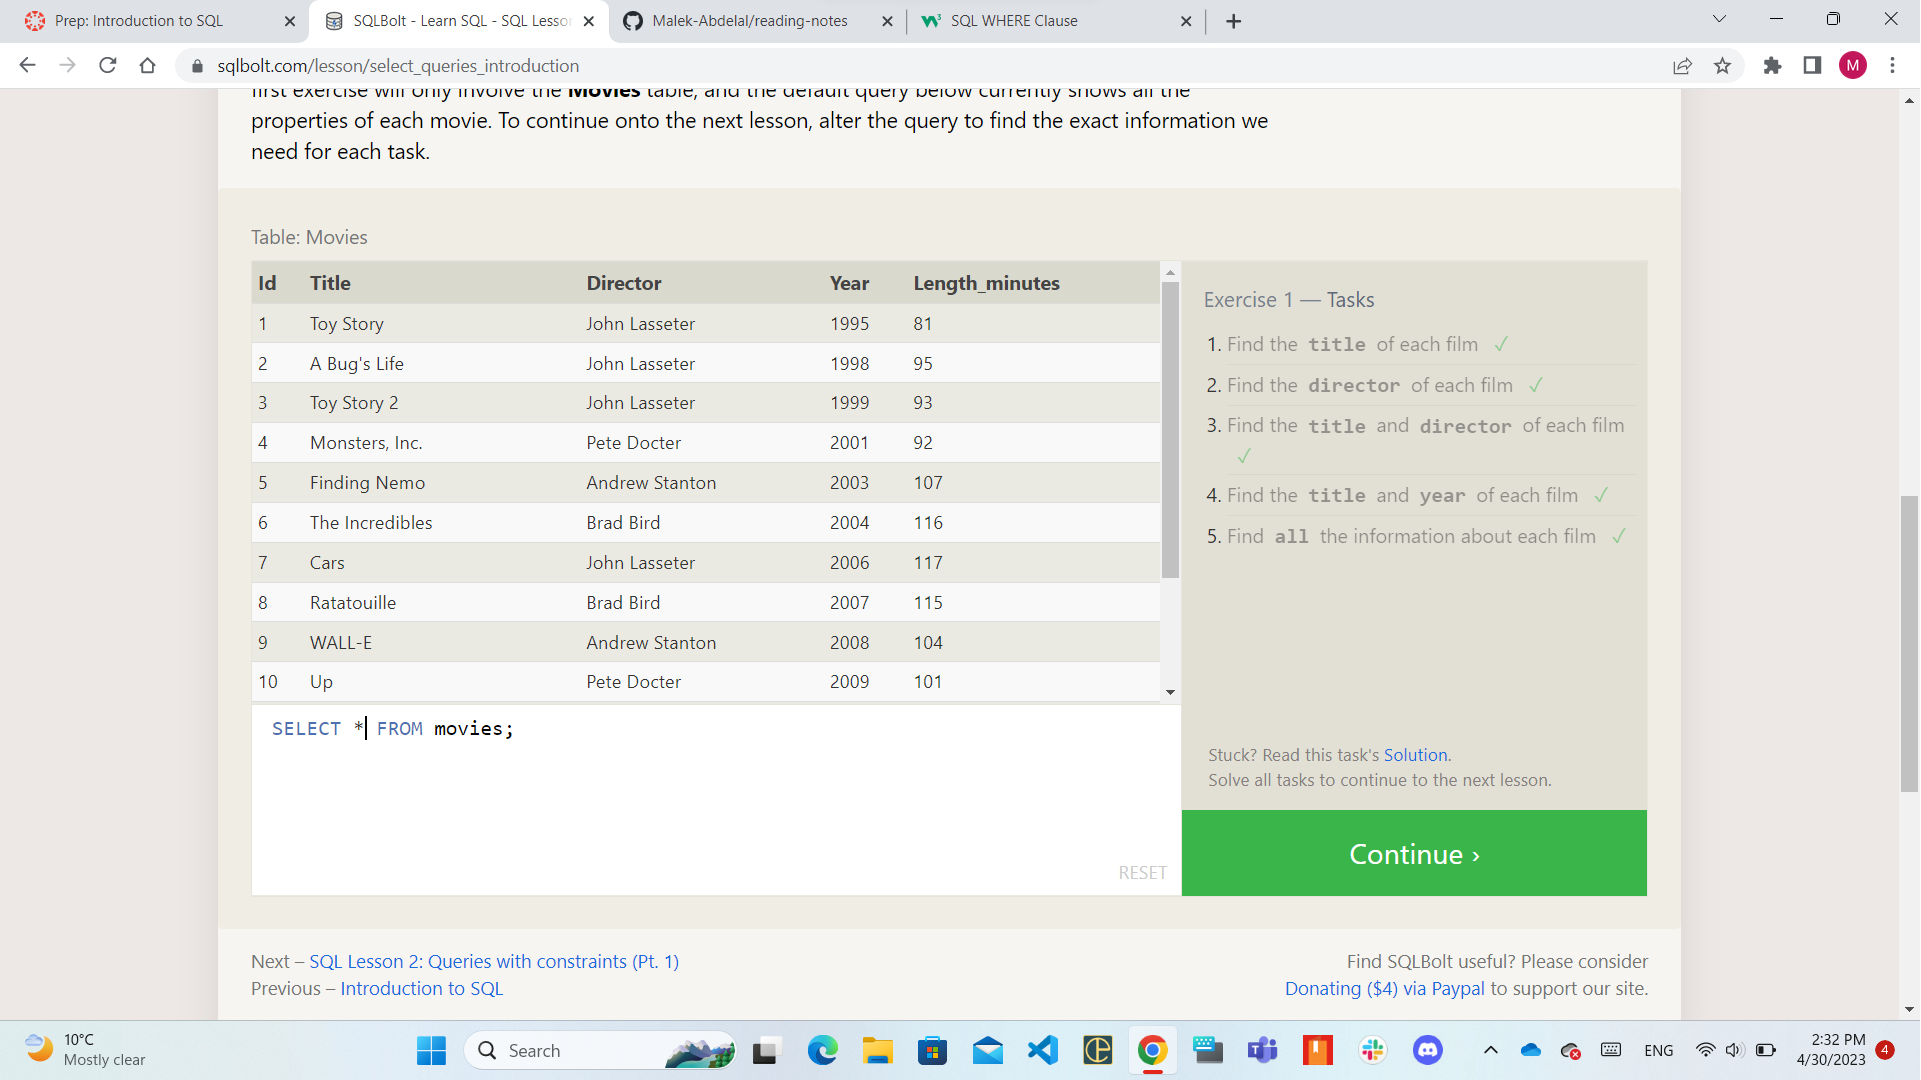 Prep: Introduction to SQL
SQLBolt - Learn SQL - SQL Lesso
Malek-Abdelal/reading-notes
SQL WHERE Clause
sqlbolt.com/lesson/select_queries_introduction
M
first exercise will only involve the Movies table, and the default query below currently shows all the
properties of each movie. To continue onto the next lesson, alter the query to find the exact information we
need for each task.
Table: Movies
Id Title Director Year Length_minutes
1 Toy Story John Lasseter 1995 81
2 A Bug's Life John Lasseter 1998 95
3 Toy Story 2 John Lasseter 1999 93
4 Monsters, Inc. Pete Docter 2001 92
5 Finding Nemo Andrew Stanton 2003 107
6 The Incredibles Brad Bird 2004 116
7 Cars John Lasseter 2006 117
8 Ratatouille Brad Bird 2007 115
9 WALL-E Andrew Stanton 2008 104
10 Up Pete Docter 2009 101
SELECT * FROM movies;
RESET
Exercise 1 — Tasks
1. Find the title of each film ✓
2. Find the director of each film ✓
3. Find the title and director of each film
✓
4. Find the title and year of each film ✓
5. Find all the information about each film ✓
Stuck? Read this task's Solution.
Solve all tasks to continue to the next lesson.
Continue ›
Next – SQL Lesson 2: Queries with constraints (Pt. 1)
Previous – Introduction to SQL
Find SQLBolt useful? Please consider
Donating ($4) via Paypal to support our site.
10°C
Mostly clear
Search
ENG
2:32 PM
4/30/2023
4